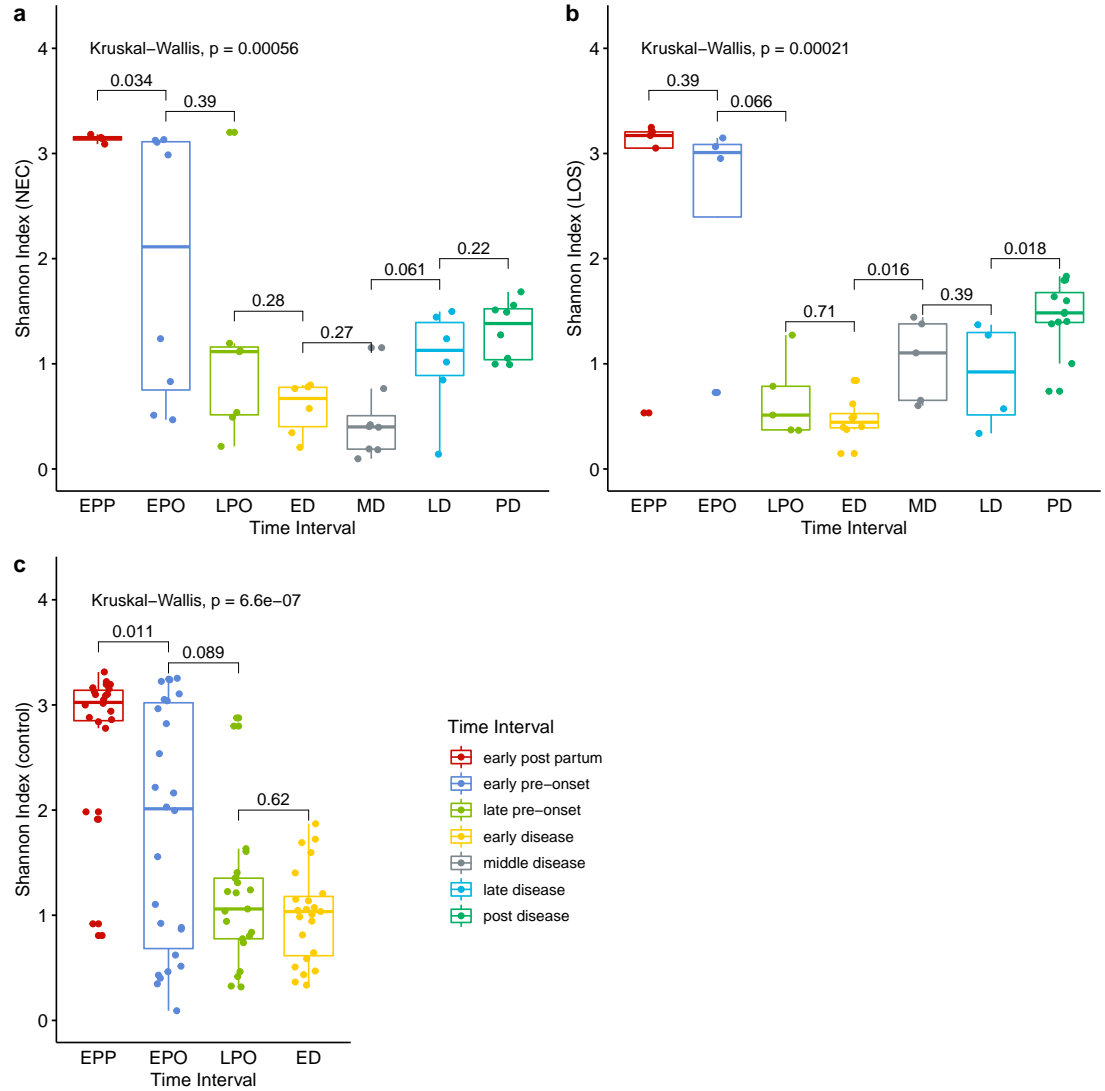 a
Kruskal−Wallis, p = 0.00056
0.034
0.39
0.28
0.27
0.061
0.22
4
3
2
1
0
Shannon Index (NEC)
EPP EPO LPO ED MD LD PD
Time Interval
b
Kruskal−Wallis, p = 0.00021
0.39
0.066
0.71
0.016
0.39
0.018
4
3
2
1
0
Shannon Index (LOS)
EPP EPO LPO ED MD LD PD
Time Interval
c
Kruskal−Wallis, p = 6.6e−07
0.011
0.089
0.62
4
3
2
1
0
Shannon Index (control)
EPP EPO LPO ED
Time Interval
Time Interval
early post partum
early pre−onset
late pre−onset
early disease
middle disease
late disease
post disease